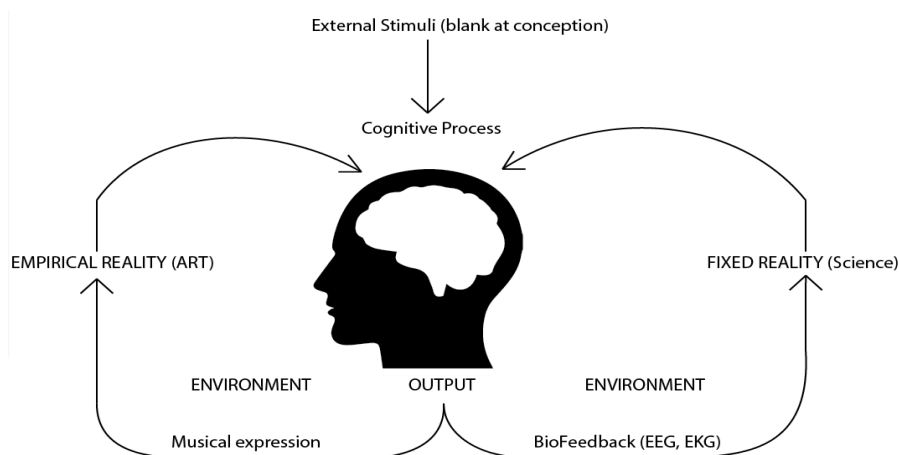 External Stimuli (blank at conception)
Cognitive Process
EMPIRICAL REALITY (ART)
FIXED REALITY (Science)
ENVIRONMENT
OUTPUT
ENVIRONMENT
Musical expression
BioFeedback (EEG, EKG)